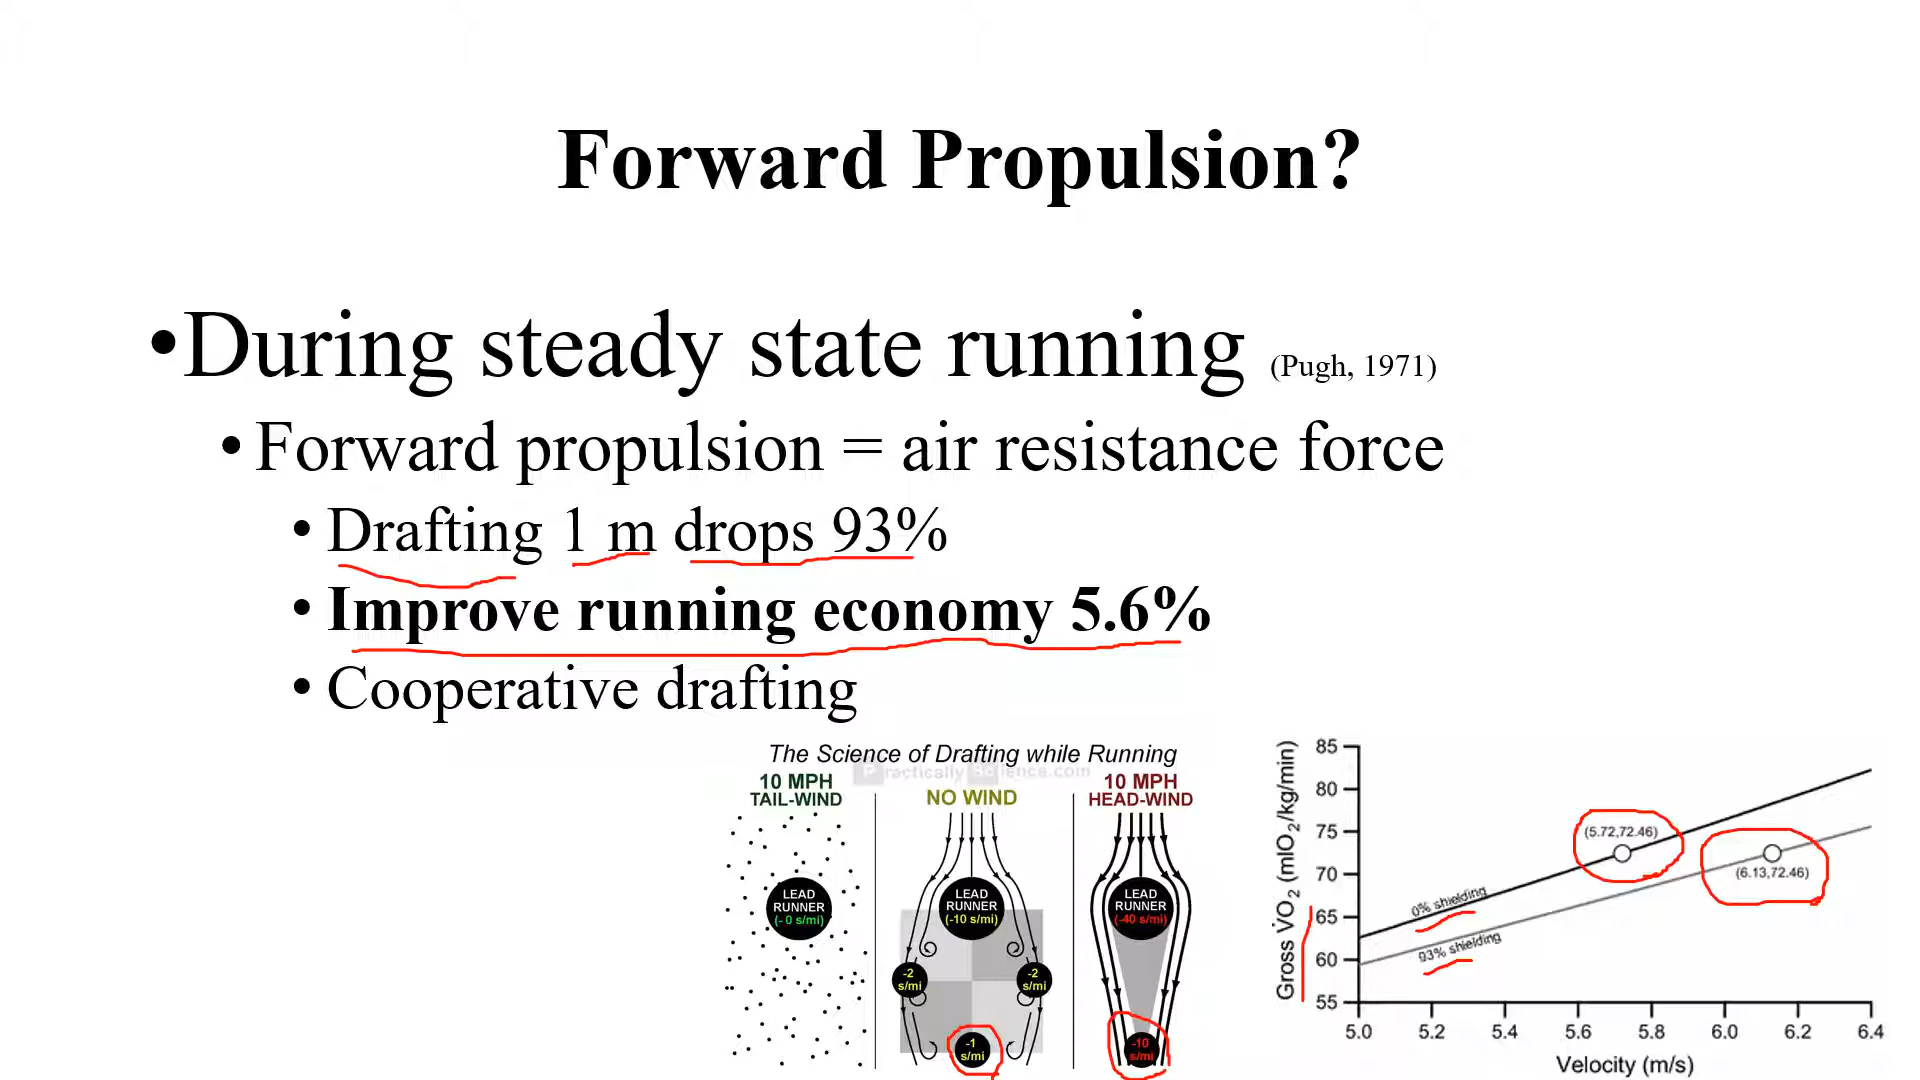 Forward Propulsion?
•During steady state running (Pugh, 1971)
• Forward propulsion = air resistance force
• Drafting 1 m drops 93%
• Improve running economy 5.6%
• Cooperative drafting
The Science of Drafting while Running
Practically Science.com
10 MPH
TAIL-WIND
NO WIND
10 MPH
HEAD-WIND
LEAD
RUNNER
(- 0 s/mi)
LEAD
RUNNER
(-10 s/mi)
LEAD
RUNNER
(-40 s/mi)
-2
s/mi
-2
s/mi
-1
s/mi
-10
s/mi
Gross V̇O2 (mlO2/kg/min)
85
80
75
70
65
60
55
(5.72,72.46)
(6.13,72.46)
0% shielding
93% shielding
5.0 5.2 5.4 5.6 5.8 6.0 6.2 6.4
Velocity (m/s)